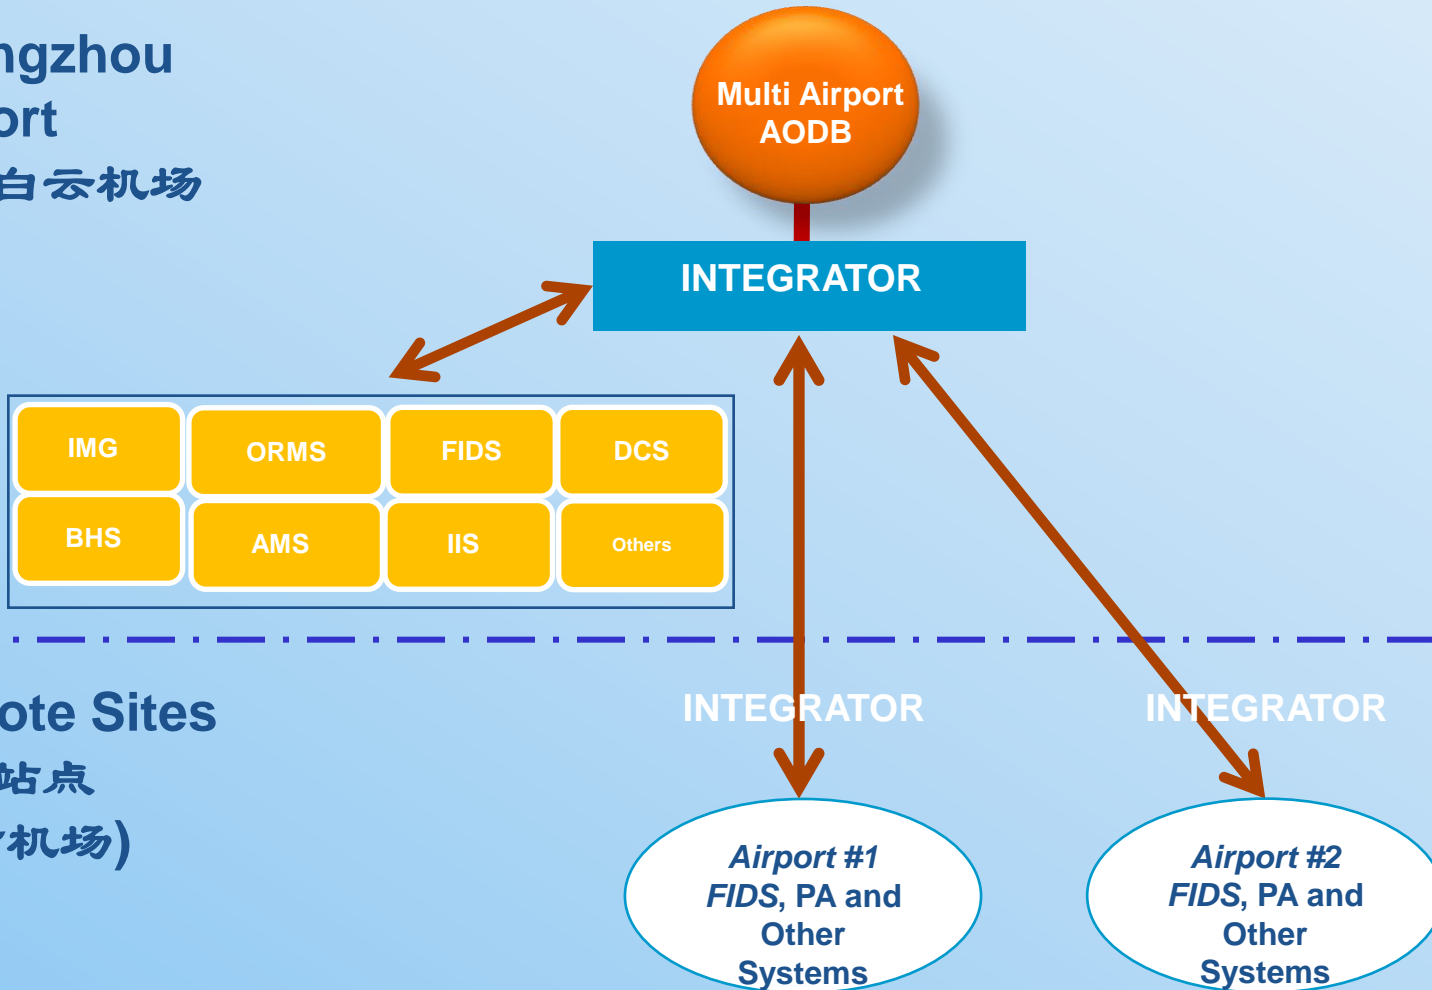 ngzhou
ort
白云机场
Multi Airport
AODB
INTEGRATOR
IMG
ORMS
FIDS
DCS
BHS
AMS
IIS
Others
ote Sites
站点
机场)
INTEGRATOR
INTEGRATOR
Airport #1
FIDS, PA and
Other
Systems
Airport #2
FIDS, PA and
Other
Systems